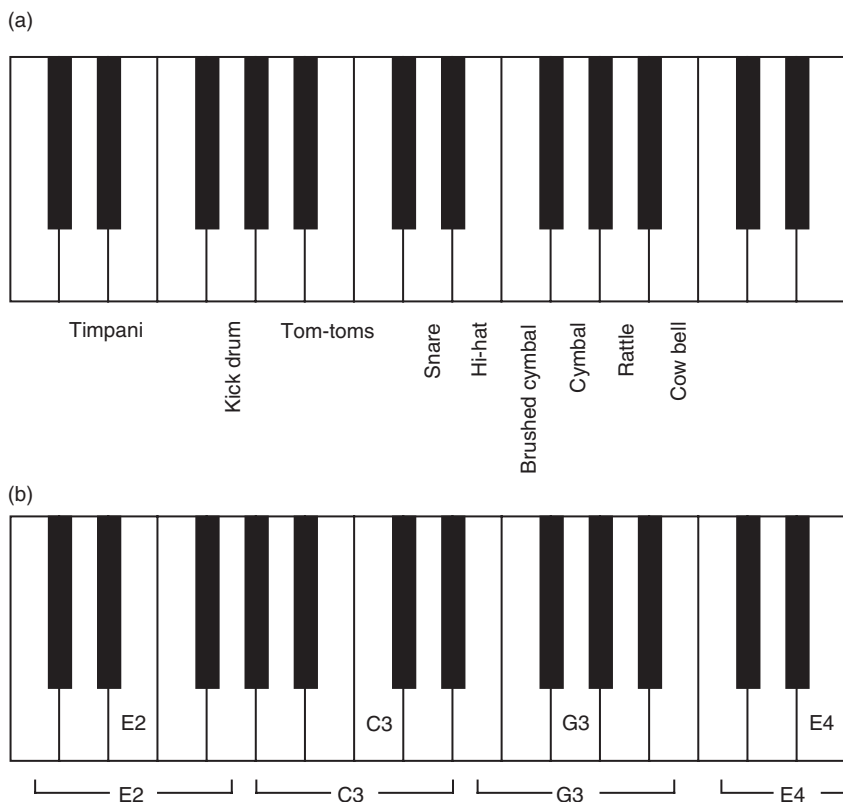 (a)
Timpani
Kick drum
Tom-toms
Snare
Hi-hat
Brushed cymbal
Cymbal
Rattle
Cow bell
(b)
E2
C3
G3
E4
E2
C3
G3
E4